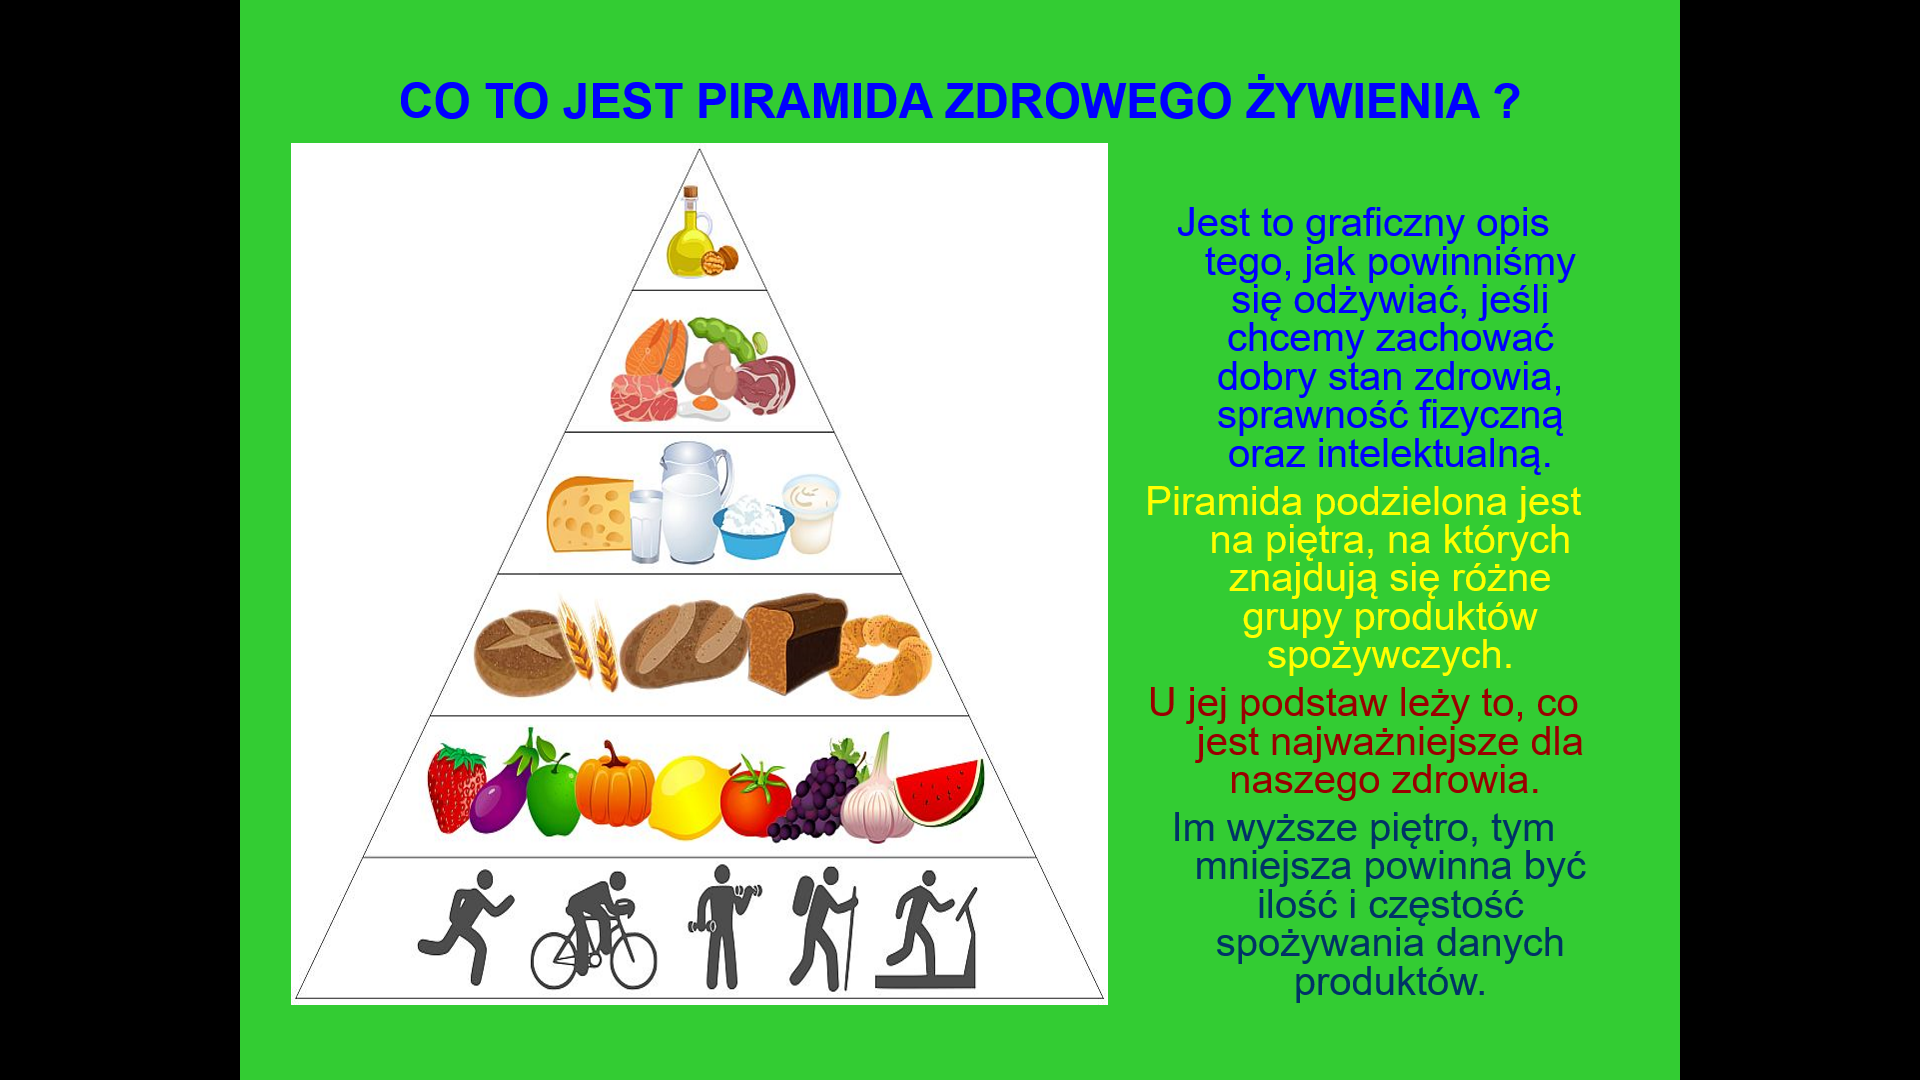 CO TO JEST PIRAMIDA ZDROWEGO ŻYWIENIA ?
Jest to graficzny opis
tego, jak powinniśmy
się odżywiać, jeśli
chcemy zachować
dobry stan zdrowia,
sprawność fizyczną
oraz intelektualną.
Piramida podzielona jest
na piętra, na których
znajdują się różne
grupy produktów
spożywczych.
U jej podstaw leży to, co
jest najważniejsze dla
naszego zdrowia.
Im wyższe piętro, tym
mniejsza powinna być
ilość i częstość
spożywania danych
produktów.